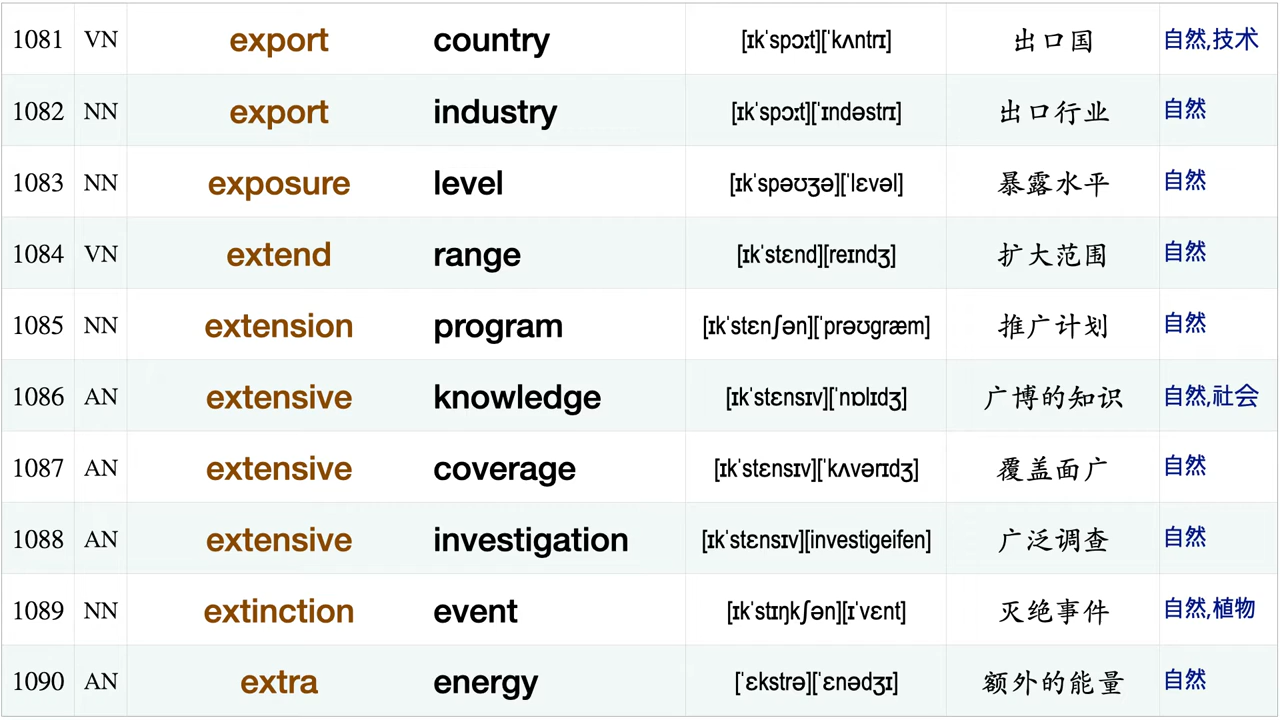 1081 VN export country [ɪkˈspɔːt][ˈkʌntrɪ] 出口国 自然,技术
1082 NN export industry [ɪkˈspɔːt][ˈɪndəstrɪ] 出口行业 自然
1083 NN exposure level [ɪkˈspəʊʒə][ˈlɛvəl] 暴露水平 自然
1084 VN extend range [ɪkˈstɛnd][reɪndʒ] 扩大范围 自然
1085 NN extension program [ɪkˈstɛnʃən][ˈprəʊɡræm] 推广计划 自然
1086 AN extensive knowledge [ɪkˈstɛnsɪv][ˈnɒlɪdʒ] 广博的知识 自然,社会
1087 AN extensive coverage [ɪkˈstɛnsɪv][ˈkʌvərɪdʒ] 覆盖面广 自然
1088 AN extensive investigation [ɪkˈstɛnsɪv][investigeifen] 广泛调查 自然
1089 NN extinction event [ɪkˈstɪŋkʃən][ɪˈvɛnt] 灭绝事件 自然,植物
1090 AN extra energy [ˈɛkstrə][ˈɛnədʒɪ] 额外的能量 自然